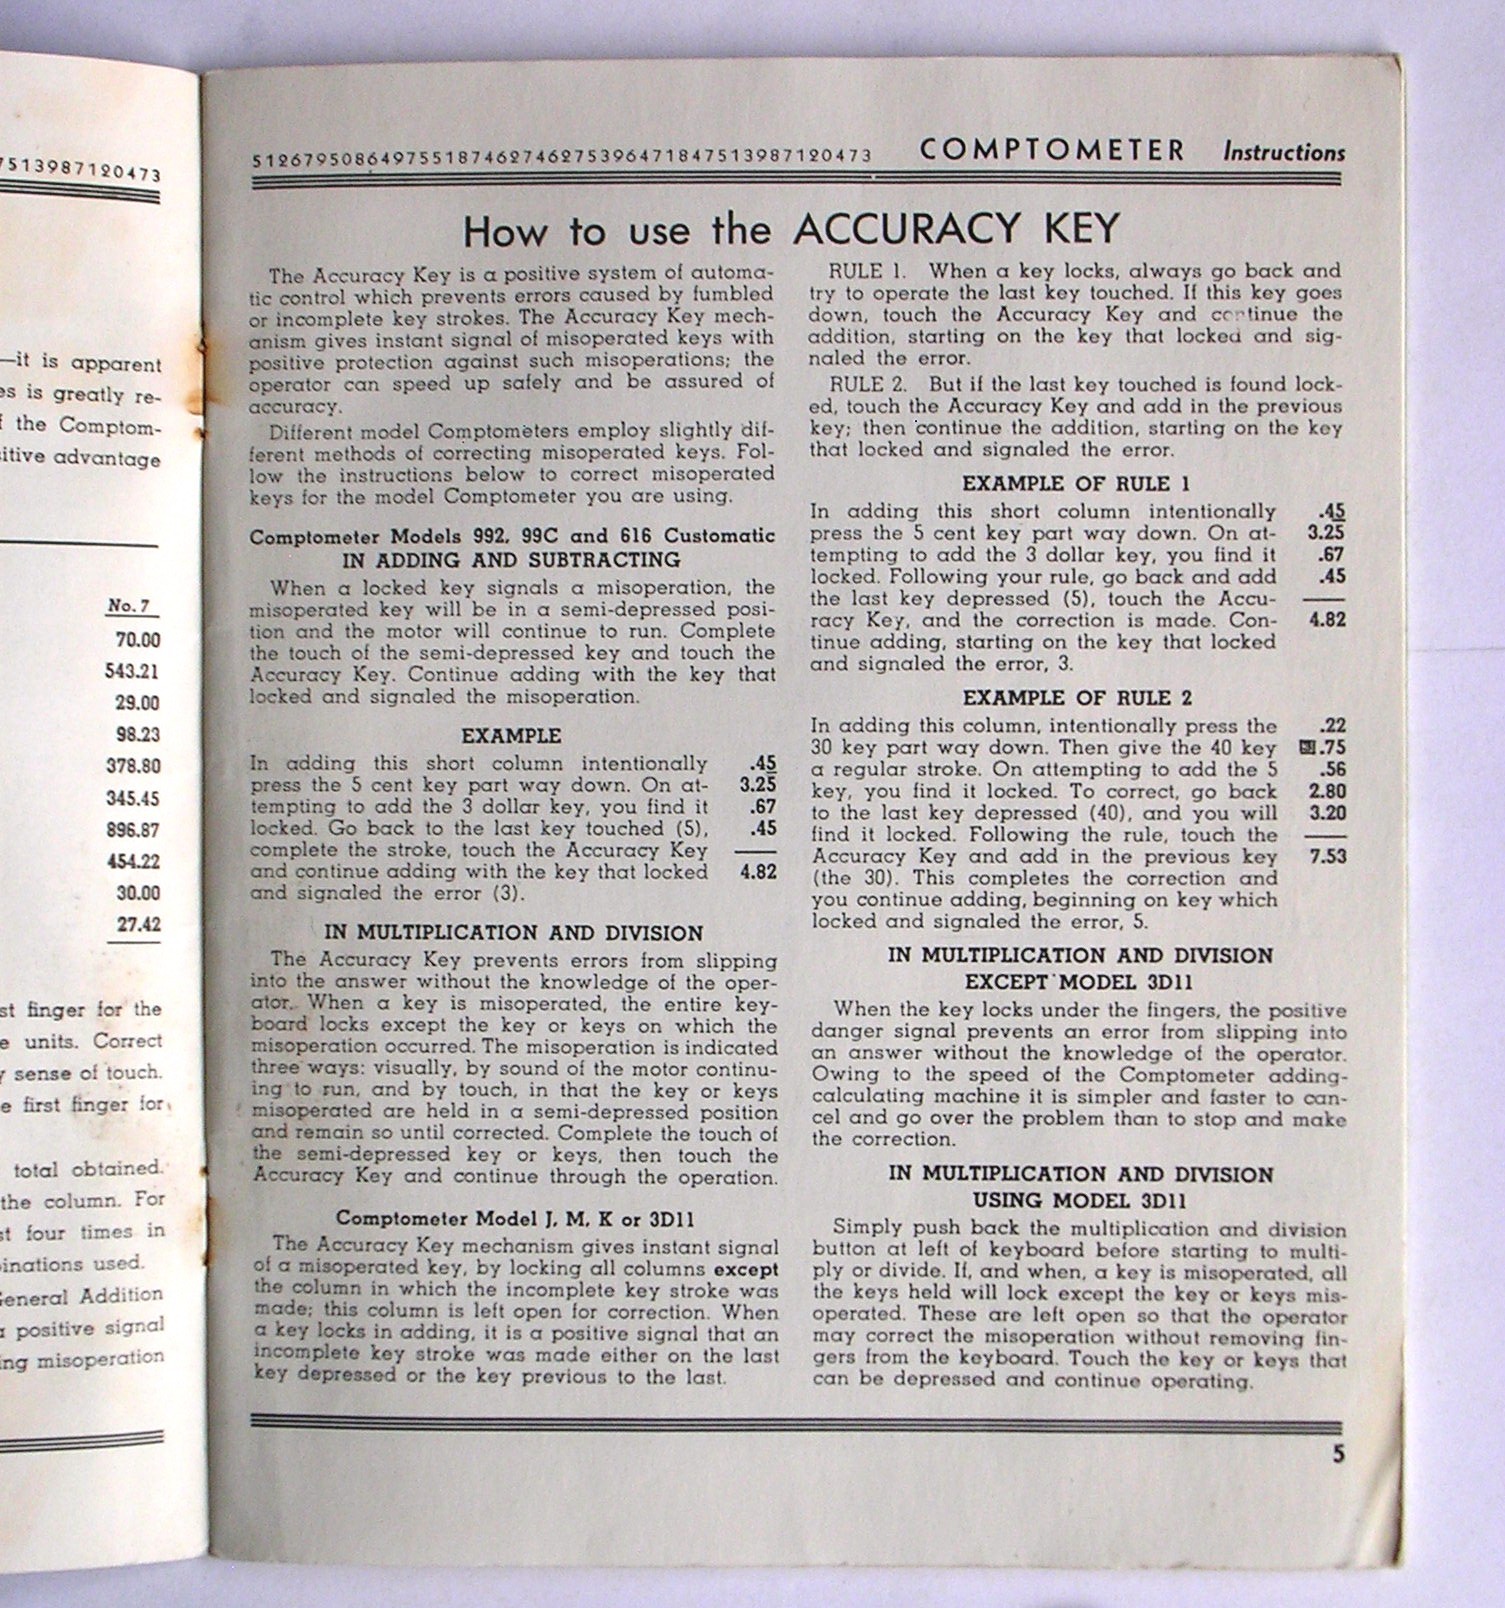 75139871 20473
—it is apparent
es is greatly re-
f the Comptom-
itive advantage
No. 7
70.00
543.21
29.00
98.23
378.80
345.45
896.87
454.22
30.00
27.42
st finger for the
e units. Correct
y sense of touch.
e first finger for
total obtained.
the column. For
st four times in
binations used.
General Addition
a positive signal
ing misoperation
512679508649755187462746275396471847513987120473 COMPTOMETER Instructions
How to use the ACCURACY KEY
The Accuracy Key is a positive system of automa-
tic control which prevents errors caused by fumbled
or incomplete key strokes. The Accuracy Key mech-
anism gives instant signal of misoperated keys with
positive protection against such misoperations; the
operator can speed up safely and be assured of
accuracy.
Different model Comptometers employ slightly dif-
ferent methods of correcting misoperated keys. Fol-
low the instructions below to correct misoperated
keys for the model Comptometer you are using.
Comptometer Models 992, 99C and 616 Customatic
IN ADDING AND SUBTRACTING
When a locked key signals a misoperation, the
misoperated key will be in a semi-depressed posi-
tion and the motor will continue to run. Complete
the touch of the semi-depressed key and touch the
Accuracy Key. Continue adding with the key that
locked and signaled the misoperation.
EXAMPLE
In adding this short column intentionally .45
press the 5 cent key part way down. On at- 3.25
tempting to add the 3 dollar key, you find it .67
locked. Go back to the last key touched (5), .45
complete the stroke, touch the Accuracy Key
and continue adding with the key that locked 4.82
and signaled the error (3).
IN MULTIPLICATION AND DIVISION
The Accuracy Key prevents errors from slipping
into the answer without the knowledge of the oper-
ator. When a key is misoperated, the entire key-
board locks except the key or keys on which the
misoperation occurred. The misoperation is indicated
three ways: visually, by sound of the motor continu-
ing to run, and by touch, in that the key or keys
misoperated are held in a semi-depressed position
and remain so until corrected. Complete the touch of
the semi-depressed key or keys, then touch the
Accuracy Key and continue through the operation.
Comptometer Model J, M, K or 3D11
The Accuracy Key mechanism gives instant signal
of a misoperated key, by locking all columns except
the column in which the incomplete key stroke was
made; this column is left open for correction. When
a key locks in adding, it is a positive signal that an
incomplete key stroke was made either on the last
key depressed or the key previous to the last.
RULE 1. When a key locks, always go back and
try to operate the last key touched. If this key goes
down, touch the Accuracy Key and continue the
addition, starting on the key that locked and sig-
naled the error.
RULE 2. But if the last key touched is found lock-
ed, touch the Accuracy Key and add in the previous
key; then continue the addition, starting on the key
that locked and signaled the error.
EXAMPLE OF RULE 1
In adding this short column intentionally .45
press the 5 cent key part way down. On at- 3.25
tempting to add the 3 dollar key, you find it .67
locked. Following your rule, go back and add .45
the last key depressed (5), touch the Accu-
racy Key, and the correction is made. Con- 4.82
tinue adding, starting on the key that locked
and signaled the error, 3.
EXAMPLE OF RULE 2
In adding this column, intentionally press the .22
30 key part way down. Then give the 40 key .75
a regular stroke. On attempting to add the 5 .56
key, you find it locked. To correct, go back 2.80
to the last key depressed (40), and you will 3.20
find it locked. Following the rule, touch the
Accuracy Key and add in the previous key 7.53
(the 30). This completes the correction and
you continue adding, beginning on key which
locked and signaled the error, 5.
IN MULTIPLICATION AND DIVISION
EXCEPT MODEL 3D11
When the key locks under the fingers, the positive
danger signal prevents an error from slipping into
an answer without the knowledge of the operator.
Owing to the speed of the Comptometer adding-
calculating machine it is simpler and faster to can-
cel and go over the problem than to stop and make
the correction.
IN MULTIPLICATION AND DIVISION
USING MODEL 3D11
Simply push back the multiplication and division
button at left of keyboard before starting to multi-
ply or divide. If, and when, a key is misoperated, all
the keys held will lock except the key or keys mis-
operated. These are left open so that the operator
may correct the misoperation without removing fin-
gers from the keyboard. Touch the key or keys that
can be depressed and continue operating.
5